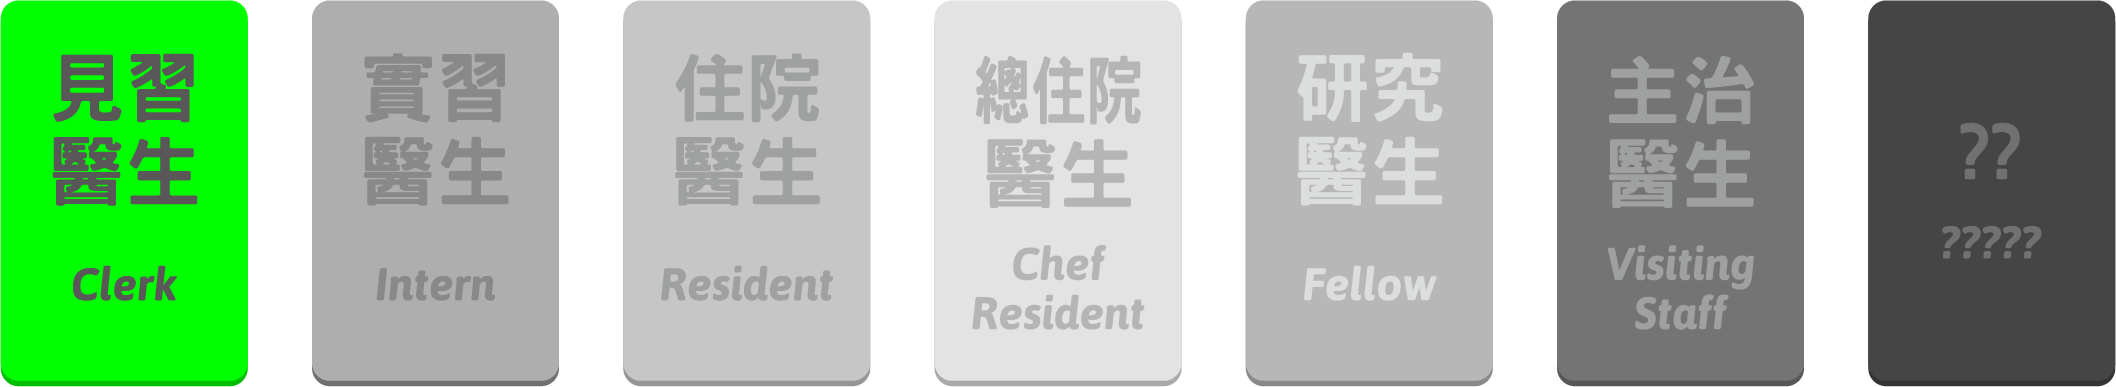 見習
醫生
Clerk
實習
醫生
Intern
住院
醫生
Resident
總住院
醫生
Chef
Resident
研究
醫生
Fellow
主治
醫生
Visiting
Staff
??
?????